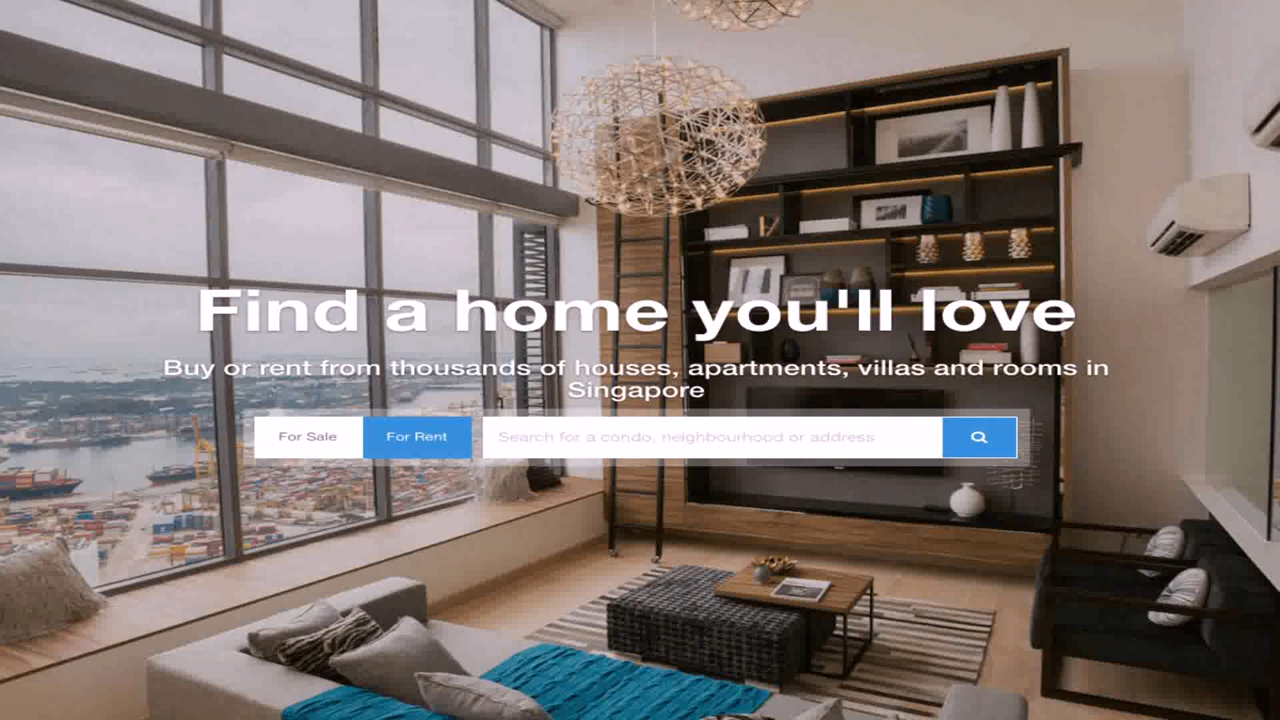 Find a home you'll love
Buy or rent from thousands of houses, apartments, villas and rooms in
Singapore
For Sale
For Rent
Search for a condo, neighbourhood or address